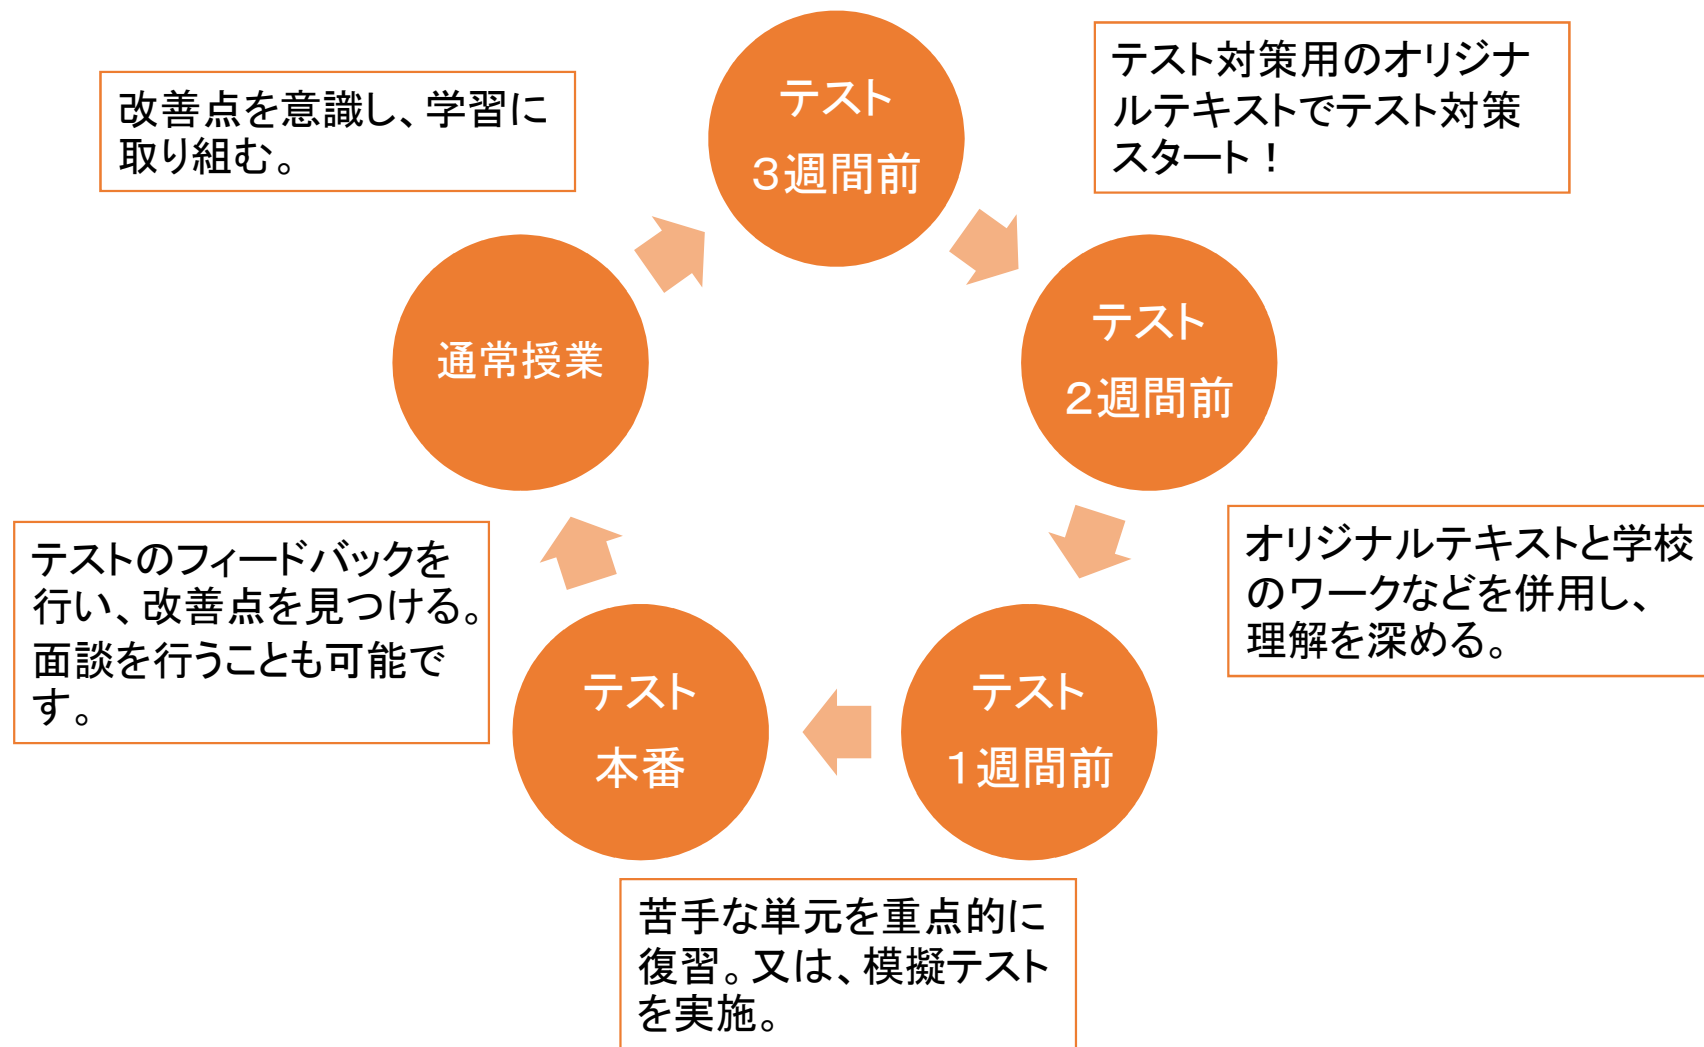 テスト
３週間前
テスト対策用のオリジナ
ルテキストでテスト対策
スタート！
テスト
２週間前
オリジナルテキストと学校
のワークなどを併用し、
理解を深める。
テスト
１週間前
苦手な単元を重点的に
復習。又は、模擬テスト
を実施。
テスト
本番
テストのフィードバックを
行い、改善点を見つける。
面談を行うことも可能で
す。
通常授業
改善点を意識し、学習に
取り組む。